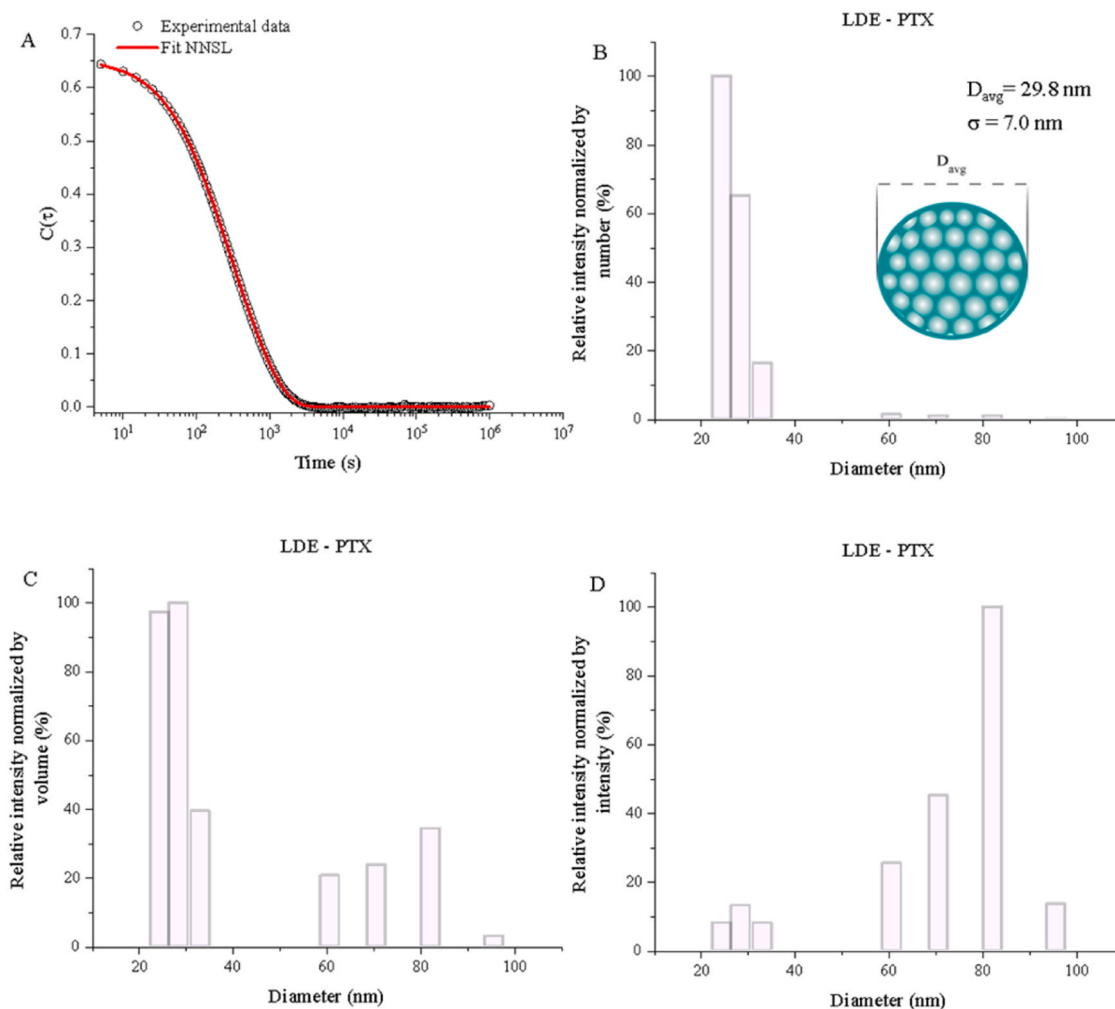 A
Experimental data
Fit NNSL
0.7
0.6
0.5
0.4
0.3
0.2
0.1
0.0
C(τ)
10¹ 10² 10³ 10⁴ 10⁵ 10⁶ 10⁷
Time (s)
LDE - PTX
B
D_avg = 29.8 nm
σ = 7.0 nm
D_avg
100
80
60
40
20
0
Relative intensity normalized by
number (%)
20 40 60 80 100
Diameter (nm)
LDE - PTX
C
100
80
60
40
20
0
Relative intensity normalized by
volume (%)
20 40 60 80 100
Diameter (nm)
LDE - PTX
D
100
80
60
40
20
0
Relative intensity normalized by
intensity (%)
20 40 60 80 100
Diameter (nm)